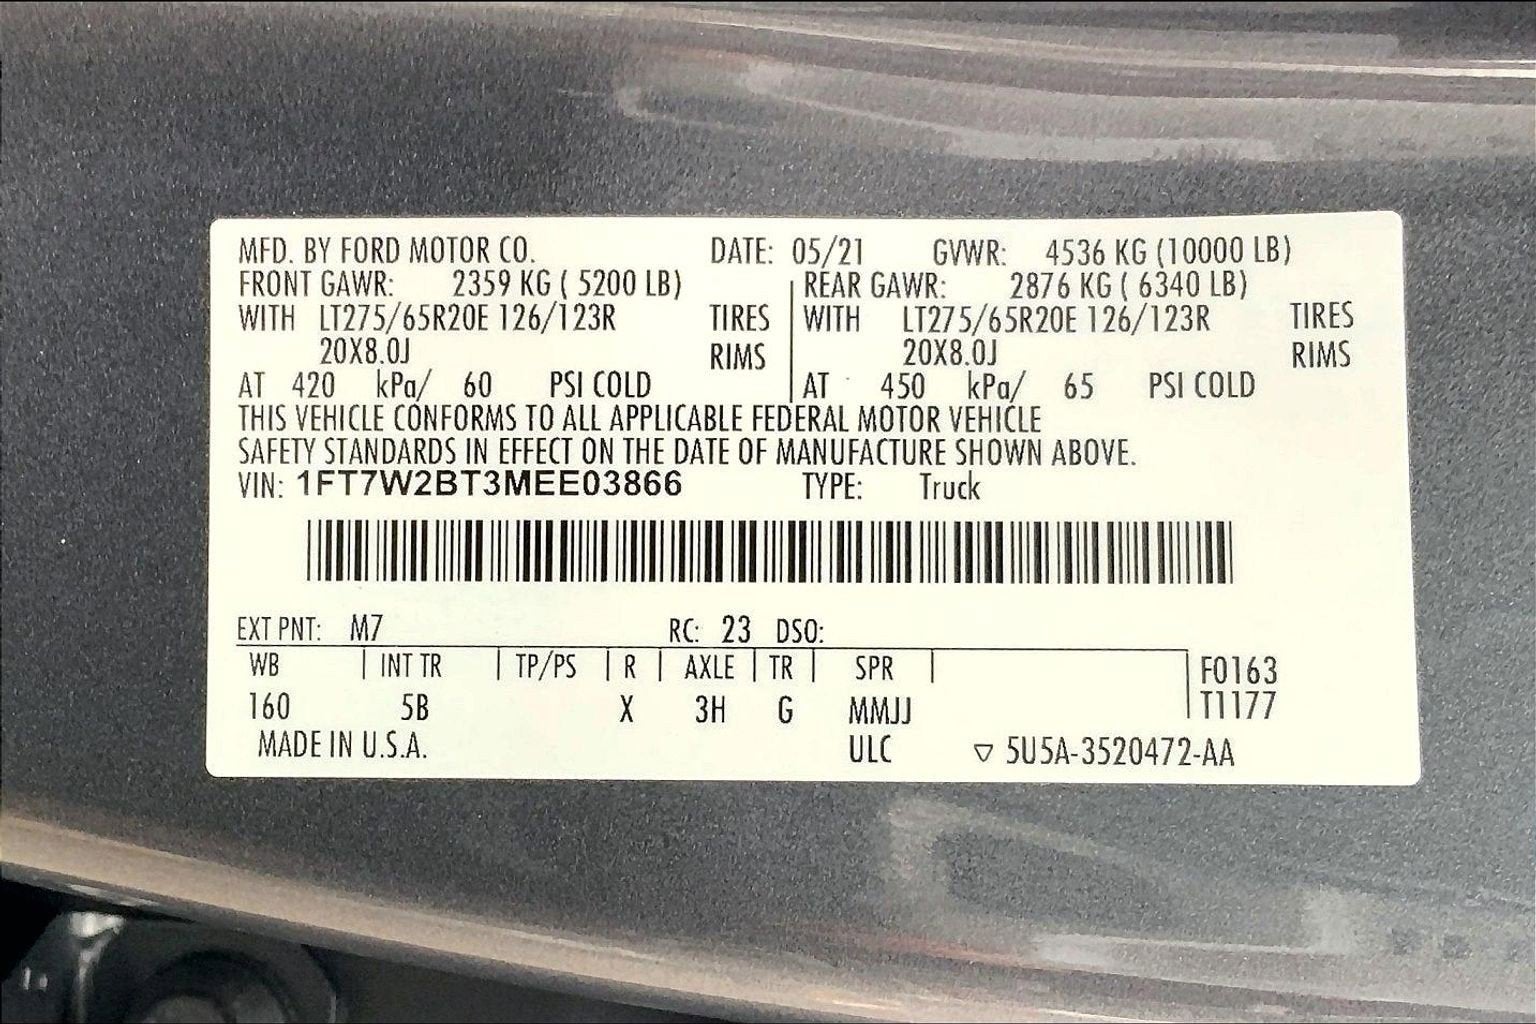 MFD. BY FORD MOTOR CO. DATE: 05/21 GVWR: 4536 KG (10000 LB)
FRONT GAWR: 2359 KG ( 5200 LB) REAR GAWR: 2876 KG ( 6340 LB)
WITH LT275/65R20E 126/123R TIRES WITH LT275/65R20E 126/123R TIRES
20X8.0J RIMS 20X8.0J RIMS
AT 420 kPa/ 60 PSI COLD AT 450 kPa/ 65 PSI COLD
THIS VEHICLE CONFORMS TO ALL APPLICABLE FEDERAL MOTOR VEHICLE
SAFETY STANDARDS IN EFFECT ON THE DATE OF MANUFACTURE SHOWN ABOVE.
VIN: 1FT7W2BT3MEE03866 TYPE: Truck
EXT PNT: M7 RC: 23 DSO:
WB INT TR TP/PS R AXLE TR SPR F0163
160 5B X 3H G MMJJ T1177
MADE IN U.S.A. ULC ▽ 5U5A-3520472-AA